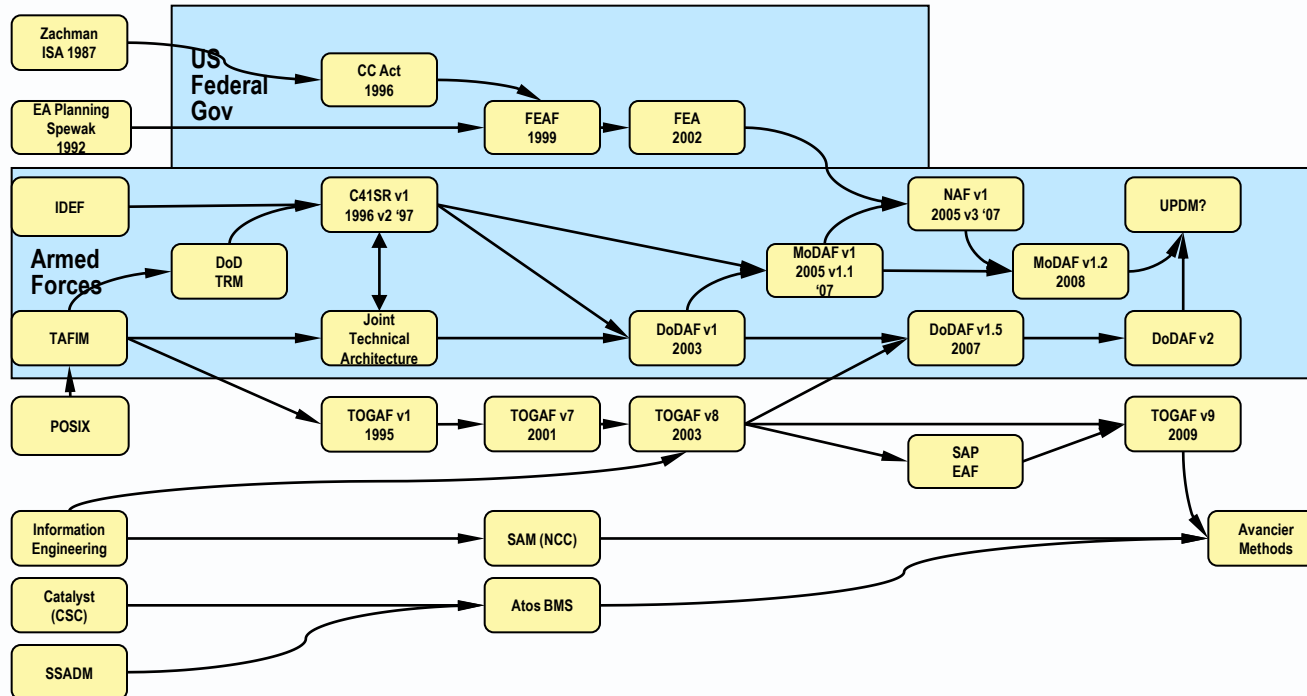 Zachman
ISA 1987
US
Federal
Gov
CC Act
1996
EA Planning
Spewak
1992
FEAF
1999
FEA
2002
IDEF
C41SR v1
1996 v2 ‘97
NAF v1
2005 v3 ‘07
UPDM?
Armed
Forces
DoD
TRM
MoDAF v1
2005 v1.1
‘07
MoDAF v1.2
2008
TAFIM
Joint
Technical
Architecture
DoDAF v1
2003
DoDAF v1.5
2007
DoDAF v2
POSIX
TOGAF v1
1995
TOGAF v7
2001
TOGAF v8
2003
SAP
EAF
TOGAF v9
2009
Information
Engineering
SAM (NCC)
Avancier
Methods
Catalyst
(CSC)
Atos BMS
SSADM